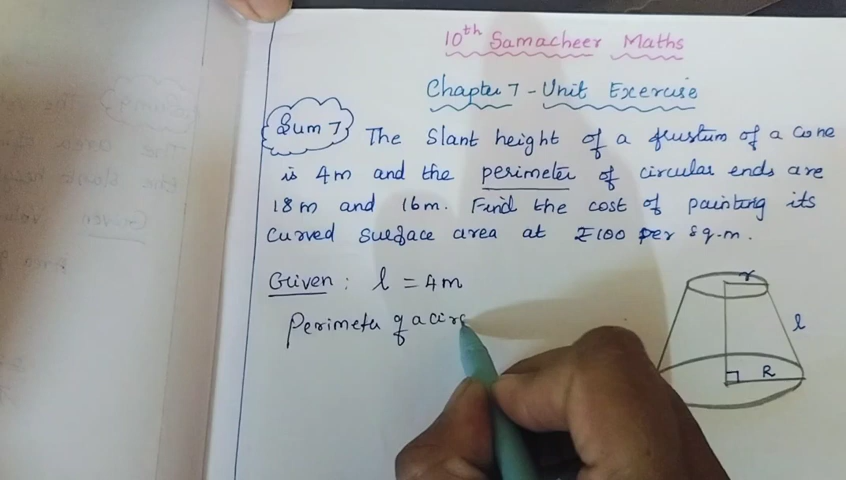 10th Samacheer Maths
Chapter 7 - Unit Exercise
Sum 7 The Slant height of a frustum of a cone
is 4m and the perimeter of circular ends are
18m and 16m. Find the cost of painting its
Curved Surface area at ₹100 per sq.m.
Given : l = 4m
Perimeter of a circ
r
l
R